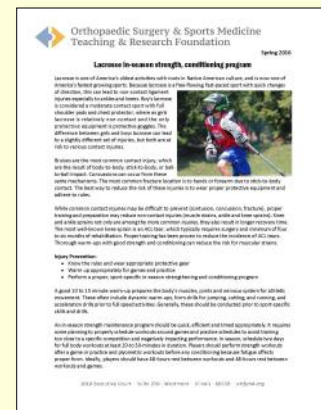 Orthopaedic Surgery & Sports Medicine
Teaching & Research Foundation
Spring 2016
Lacrosse in-season strength, conditioning program
Lacrosse is one of America's oldest activities with roots in Native American culture, and is now one of
America's fastest growing sports. Because lacrosse is a free-flowing fast-paced sport with quick changes
of direction, this can lead to non contact ligament
injuries especially to ankle and knees. Boy's lacrosse
is considered a moderate contact sport with full
shoulder pads and chest protector, where as girls
lacrosse is relatively non contact and the only
protective equipment is protective goggles. The
difference between girls and boys lacrosse can lead
to a slightly different set of injuries, but both are at
risk to various contact injuries.
Bruises are the most common contact injury, which
are the result of body-to-body, stick-to-body, or ball-
to-ball impact. Concussions can occur from these
same mechanisms. The most common fracture location is to hands or forearm due to stick-to-body
contact. The best way to reduce the risk of these injuries is to wear proper protective equipment and
adhere to rules.
While common contact injuries may be difficult to prevent (contusion, concussion, fracture), proper
training and preparation may reduce non-contact injuries (muscle strains, ankle and knee sprains). Knee
and ankle sprains not only are amongst the more common injuries, they also result in longer recovery time.
The most well-known knee sprain is an ACL tear, which typically requires surgery and minimum of four
to six months of rehabilitation. Proper training has been proven to reduce the incidence of ACL tears.
Thorough warm-ups with good strength and conditioning can reduce the risk for muscular strains.
Injury Prevention:
• Know the rules and wear appropriate protective gear
• Warm up appropriately for games and practice
• Perform a proper, sport-specific in season strengthening and conditioning program
A good 10 to 15 minute warm-up prepares the body's muscles, joints and nervous system for athletic
movement. These often include dynamic warm ups, form drills for jumping, cutting, and running, and
acceleration drills prior to full speed activities. Generally, these should be conducted prior to sport-specific
skills and drills.
An in-season strength maintenance program should be quick, efficient and timed appropriately. It requires
some planning to properly schedule workouts around games and practice schedules to avoid training
too close to a specific competition and negatively impacting performance. In season, schedule two days
for full body workouts at least 20 to 30 minutes in duration. Players should perform strength workouts
after a game or practice and plyometric workouts before any conditioning because fatigue affects
proper form. Ideally, players should have 48 hours rest between workouts and 48 hours rest between
workouts and games.